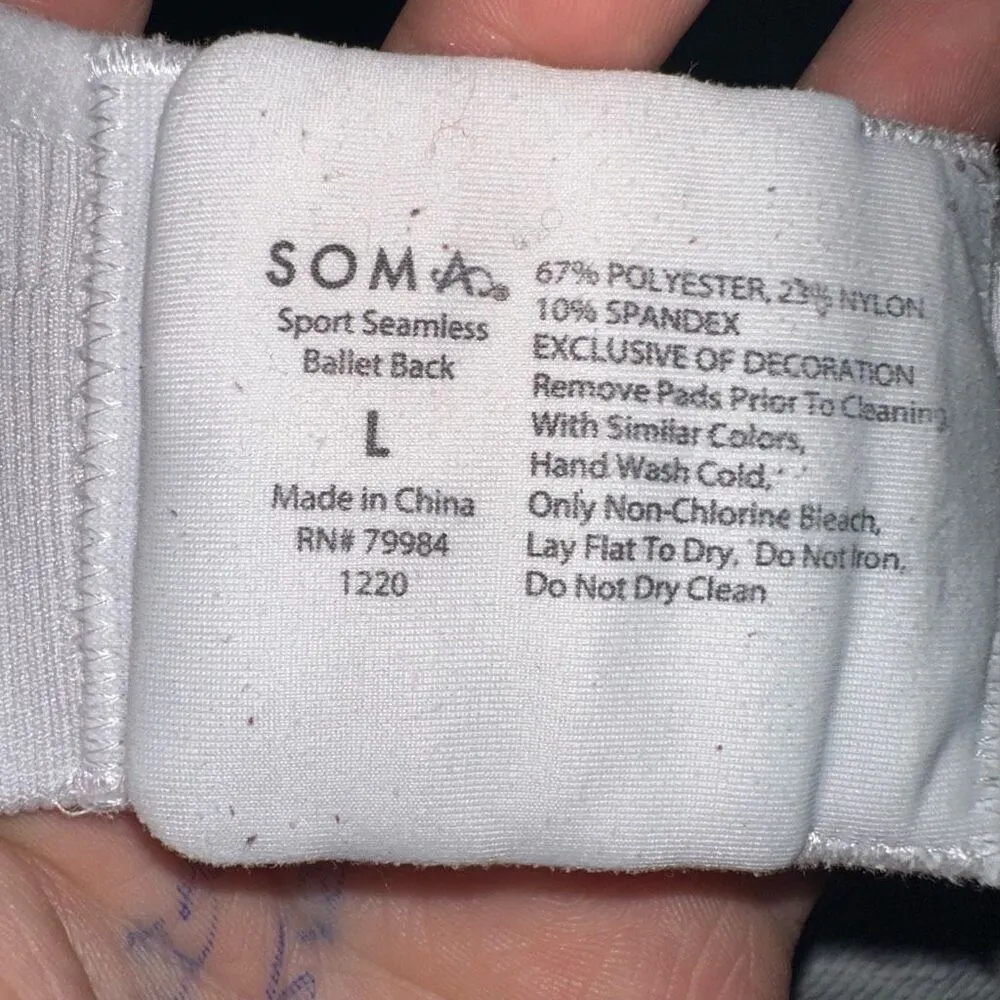 SOMA
Sport Seamless
Ballet Back
L
Made in China
RN# 79984
1220
67% POLYESTER, 23% NYLON
10% SPANDEX
EXCLUSIVE OF DECORATION
Remove Pads Prior To Cleaning,
With Similar Colors,
Hand Wash Cold,
Only Non-Chlorine Bleach,
Lay Flat To Dry, Do Not Iron,
Do Not Dry Clean